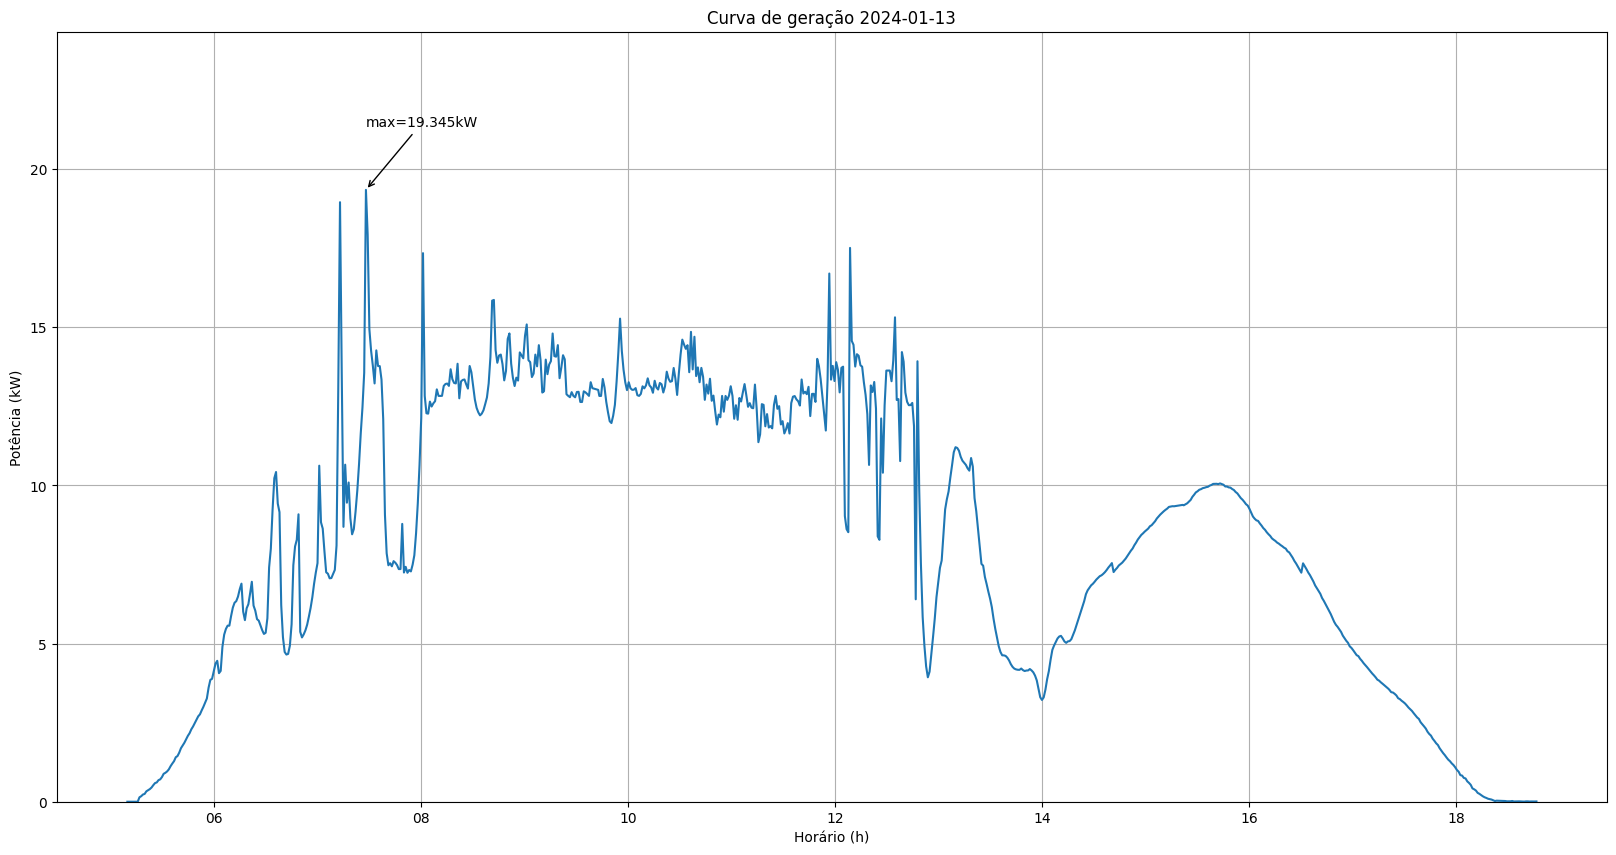 Curva de geração 2024-01-13
max=19.345kW
Potência (kW)
20
15
10
5
0
06 08 10 12 14 16 18
Horário (h)